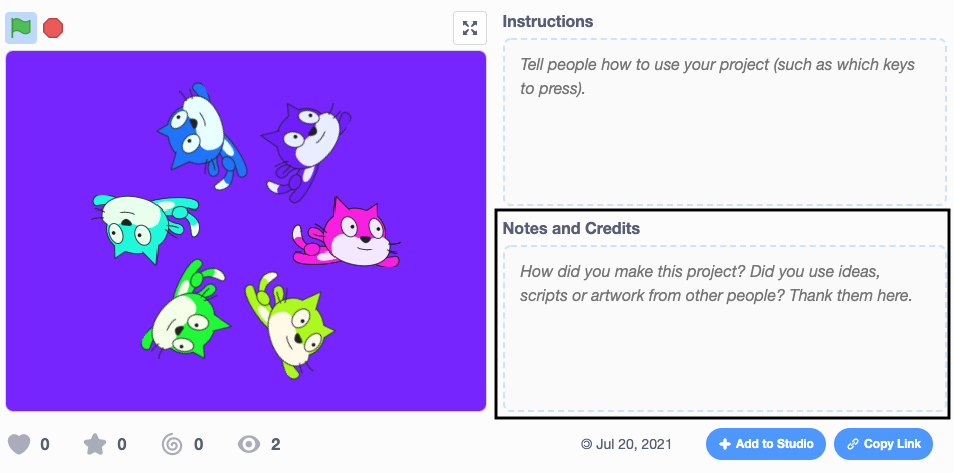 Instructions
Tell people how to use your project (such as which keys
to press).
Notes and Credits
How did you make this project? Did you use ideas,
scripts or artwork from other people? Thank them here.
0 0 0 2
© Jul 20, 2021
Add to Studio
Copy Link